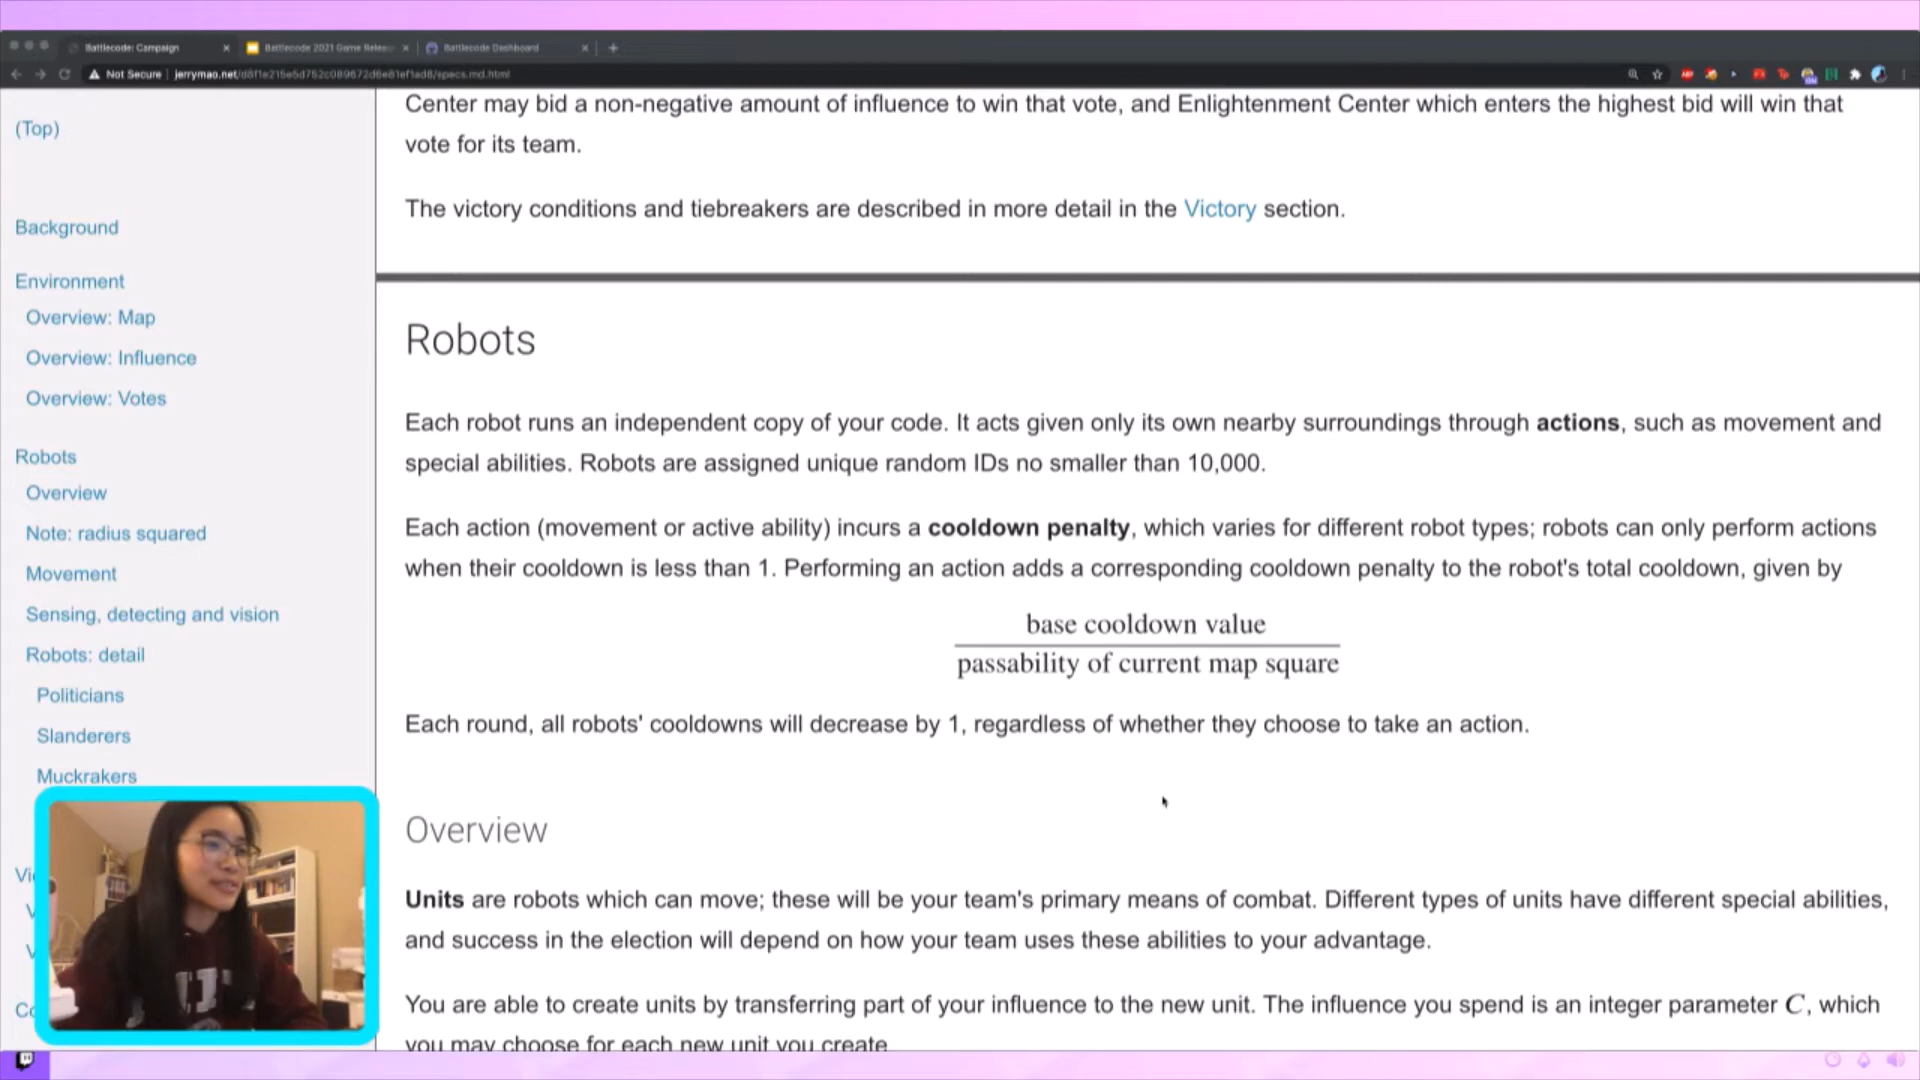 Battlecode: Campaign
Battlecode 2021 Game Releas
Battlecode Dashboard
Not Secure | jerrymao.net/
specs.md.html
(Top)
Background
Environment
Overview: Map
Overview: Influence
Overview: Votes
Robots
Overview
Note: radius squared
Movement
Sensing, detecting and vision
Robots: detail
Politicians
Slanderers
Muckrakers
Vi
V
V
Co
Center may bid a non-negative amount of influence to win that vote, and Enlightenment Center which enters the highest bid will win that
vote for its team.
The victory conditions and tiebreakers are described in more detail in the Victory section.
Robots
Each robot runs an independent copy of your code. It acts given only its own nearby surroundings through actions, such as movement and
special abilities. Robots are assigned unique random IDs no smaller than 10,000.
Each action (movement or active ability) incurs a cooldown penalty, which varies for different robot types; robots can only perform actions
when their cooldown is less than 1. Performing an action adds a corresponding cooldown penalty to the robot's total cooldown, given by
base cooldown value
passability of current map square
Each round, all robots' cooldowns will decrease by 1, regardless of whether they choose to take an action.
Overview
Units are robots which can move; these will be your team's primary means of combat. Different types of units have different special abilities,
and success in the election will depend on how your team uses these abilities to your advantage.
You are able to create units by transferring part of your influence to the new unit. The influence you spend is an integer parameter C, which
you may choose for each new unit you create